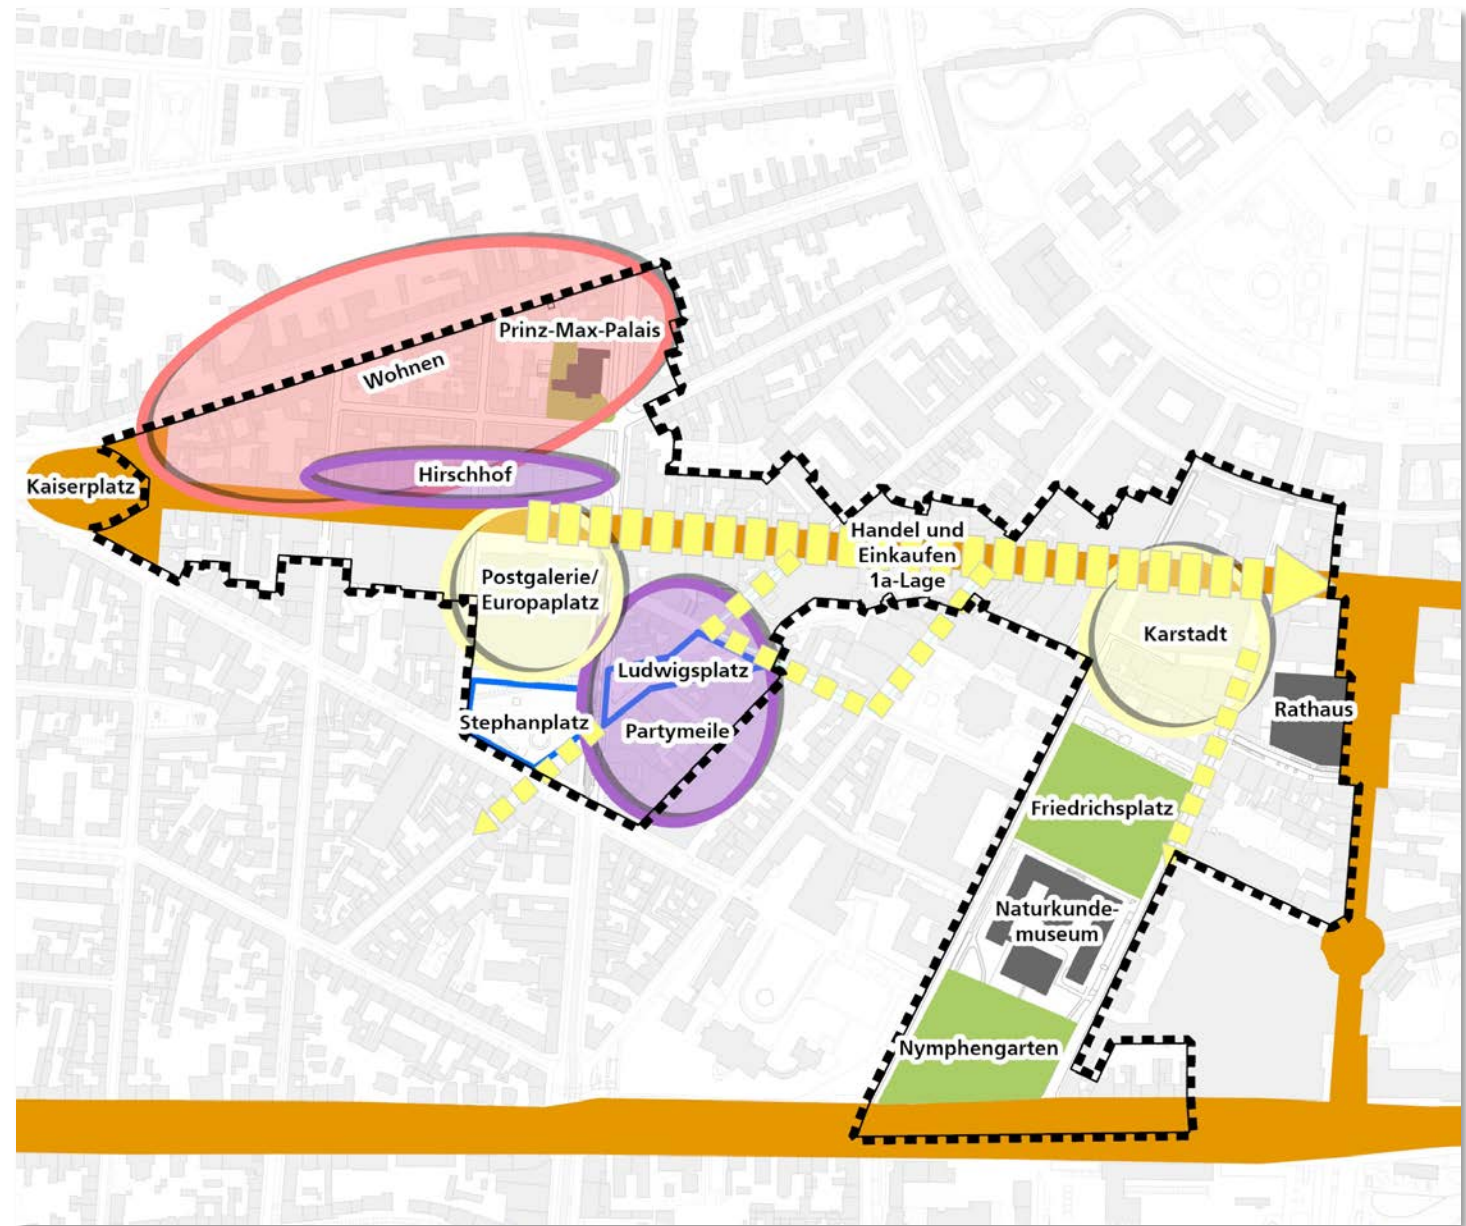 Prinz-Max-Palais
Wohnen
Hirschhof
Kaiserplatz
Handel und
Einkaufen
1a-Lage
Postgalerie/
Europaplatz
Karstadt
Ludwigsplatz
Stephanplatz
Partymeile
Rathaus
Friedrichsplatz
Naturkunde-
museum
Nymphengarten